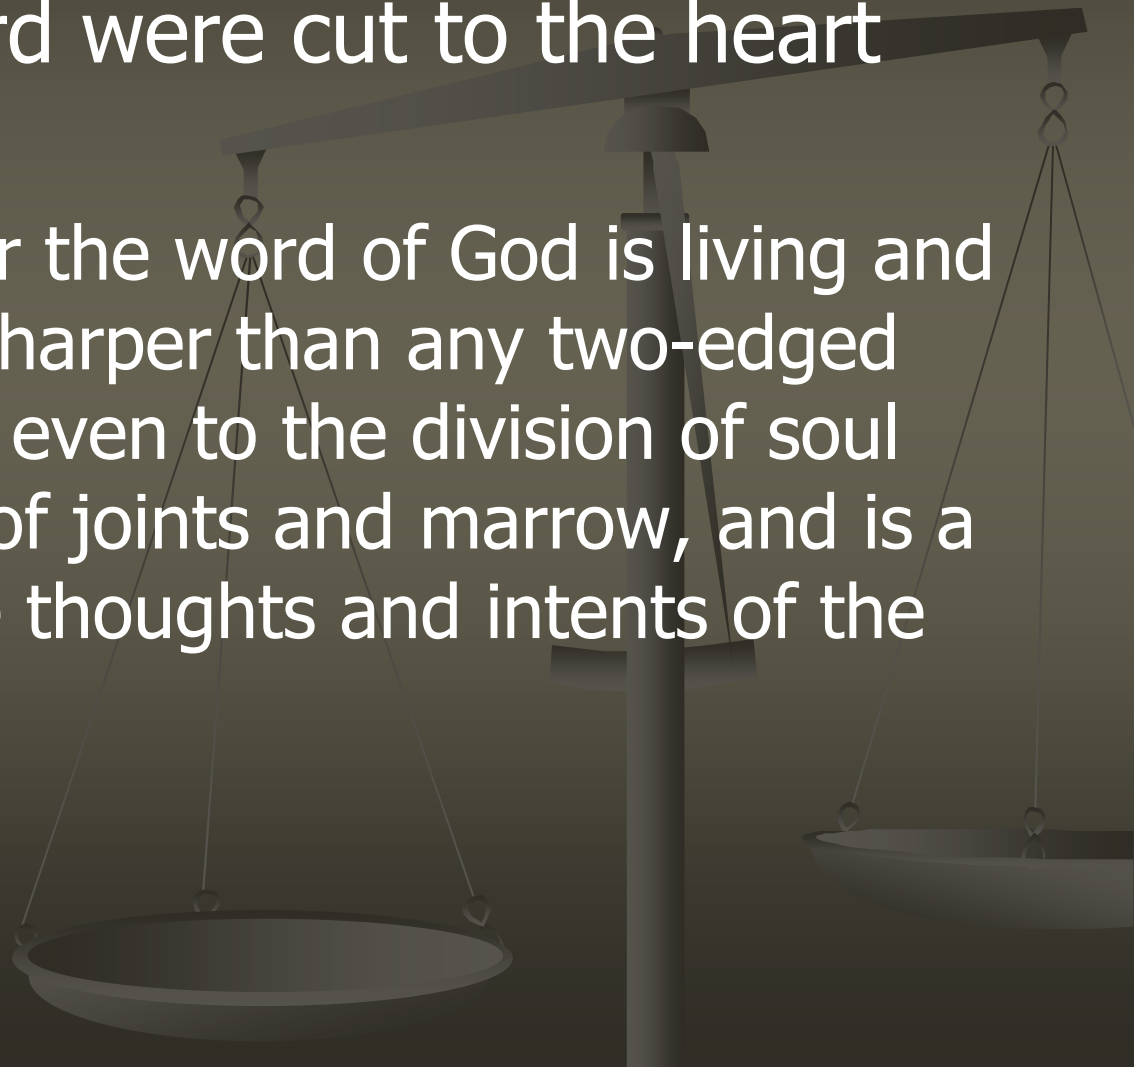 rd were cut to the heart
r the word of God is living and
harper than any two-edged
even to the division of soul
of joints and marrow, and is a
thoughts and intents of the